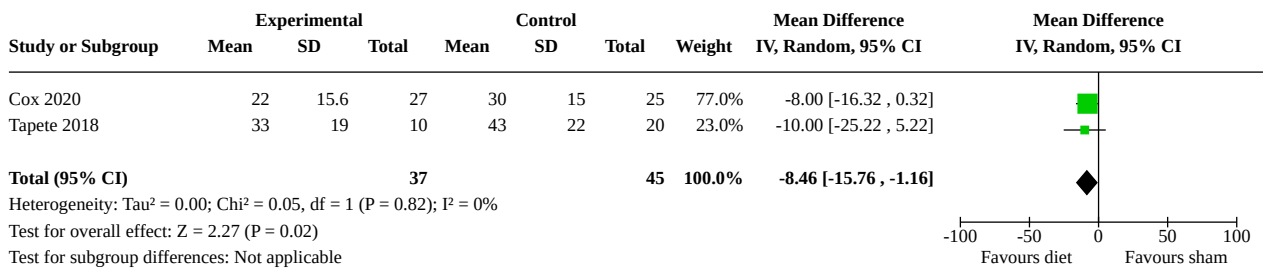 Experimental Control Mean Difference Mean Difference
Study or Subgroup Mean SD Total Mean SD Total Weight IV, Random, 95% CI IV, Random, 95% CI
Cox 2020 22 15.6 27 30 15 25 77.0% -8.00 [-16.32 , 0.32]
Tapete 2018 33 19 10 43 22 20 23.0% -10.00 [-25.22 , 5.22]
Total (95% CI) 37 45 100.0% -8.46 [-15.76 , -1.16]
Heterogeneity: Tau² = 0.00; Chi² = 0.05, df = 1 (P = 0.82); I² = 0%
Test for overall effect: Z = 2.27 (P = 0.02)
-100 -50 0 50 100
Test for subgroup differences: Not applicable Favours diet Favours sham